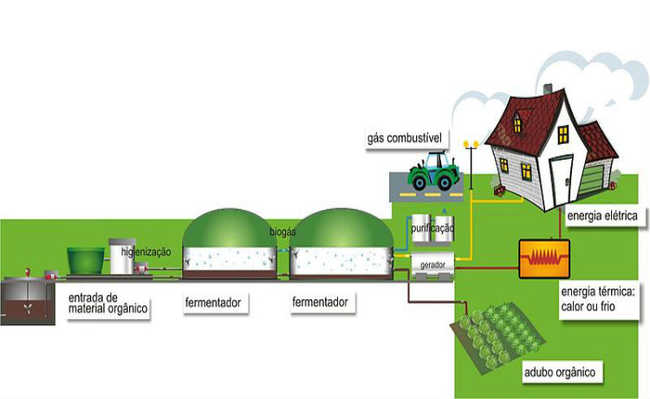 gás combustível
energia elétrica
purificação
biogás
higienização
gerador
entrada de
material orgânico
fermentador
fermentador
energia térmica:
calor ou frio
adubo orgânico